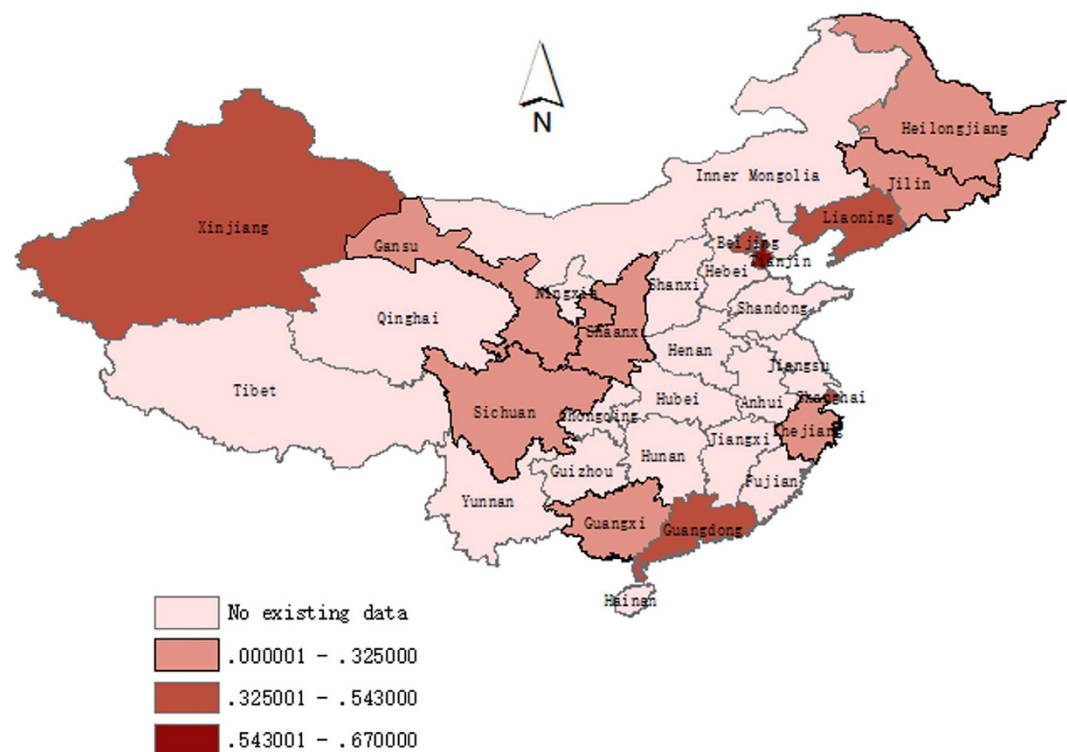 N
Heilongjiang
Jilin
Inner Mongolia
Liaoning
Xinjiang
Beijing
Gansu
Tianjin
Hebei
Shanxi
Ningxia
Shandong
Qinghai
Shaanx
Henan
Jiangsu
Tibet
Hubei
Anhui
Shanghai
Sichuan
Chongqing
Zhejiang
Jiangxi
Hunan
Guizhou
Fujian
Yunnan
Guangxi
Guangdong
Hainan
No existing data
.000001 - .325000
.325001 - .543000
.543001 - .670000